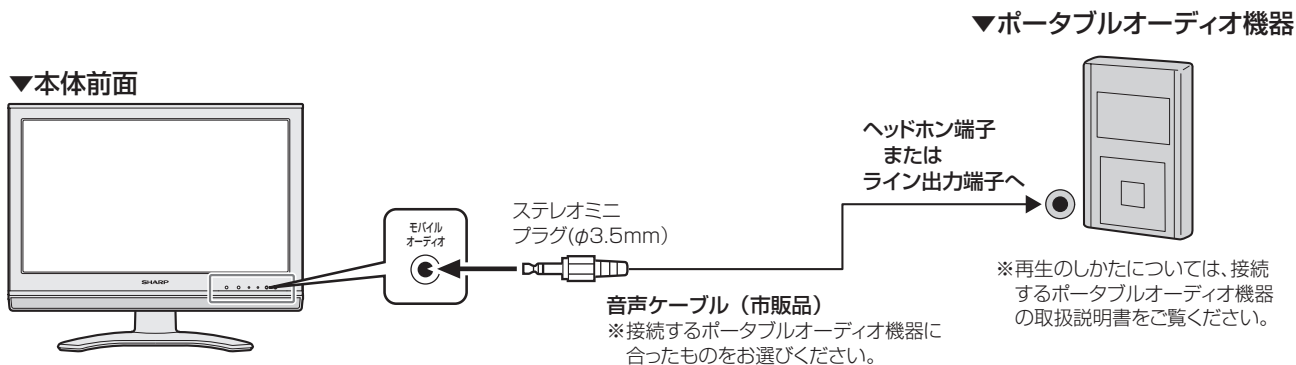 ▼ポータブルオーディオ機器
▼本体前面
SHARP
モバイル
オーディオ
ステレオミニ
プラグ(φ3.5mm)
音声ケーブル（市販品）
※接続するポータブルオーディオ機器に
合ったものをお選びください。
ヘッドホン端子
または
ライン出力端子へ
※再生のしかたについては、接続
するポータブルオーディオ機器
の取扱説明書をご覧ください。